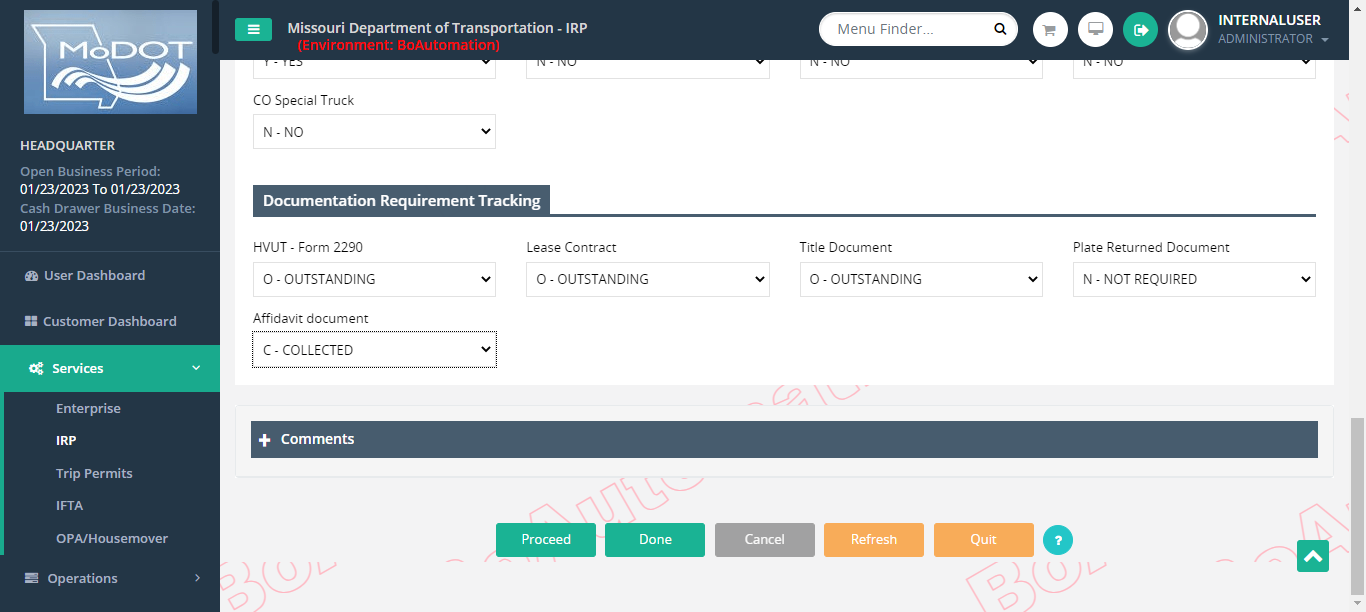 MoDOT
HEADQUARTER
Open Business Period:
01/23/2023 To 01/23/2023
Cash Drawer Business Date:
01/23/2023
User Dashboard
Customer Dashboard
Services
Enterprise
IRP
Trip Permits
IFTA
OPA/Housemover
Operations
Missouri Department of Transportation - IRP
(Environment: BoAutomation)
Menu Finder...
INTERNALUSER
ADMINISTRATOR
Y - YES N - NO N - NO N - NO
CO Special Truck
N - NO
Documentation Requirement Tracking
HVUT - Form 2290 Lease Contract Title Document Plate Returned Document
O - OUTSTANDING O - OUTSTANDING O - OUTSTANDING N - NOT REQUIRED
Affidavit document
C - COLLECTED
Comments
Proceed Done Cancel Refresh Quit ?